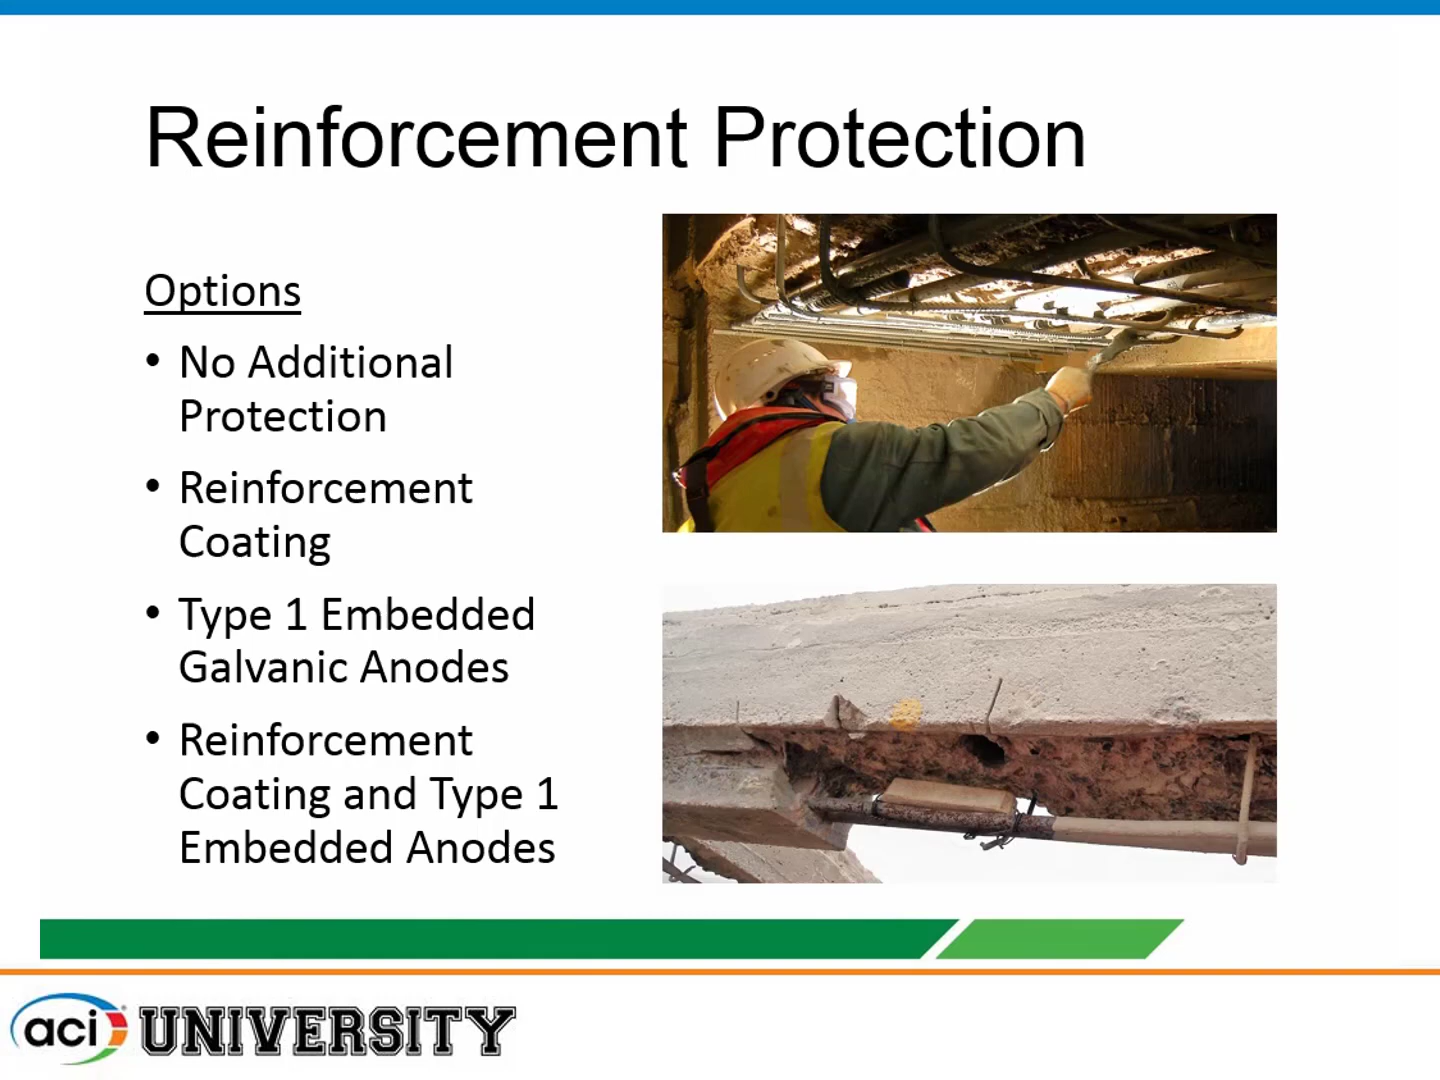 Reinforcement Protection
Options
• No Additional
Protection
• Reinforcement
Coating
• Type 1 Embedded
Galvanic Anodes
• Reinforcement
Coating and Type 1
Embedded Anodes
aci UNIVERSITY